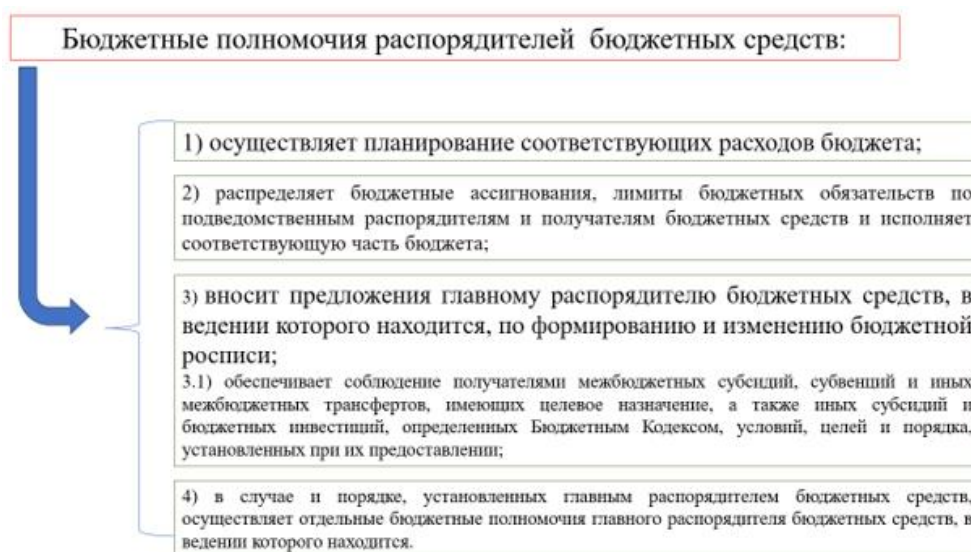 Бюджетные полномочия распорядителей бюджетных средств:
1) осуществляет планирование соответствующих расходов бюджета;
2) распределяет бюджетные ассигнования, лимиты бюджетных обязательств по
подведомственным распорядителям и получателям бюджетных средств и исполняет
соответствующую часть бюджета;
3) вносит предложения главному распорядителю бюджетных средств, в
ведении которого находится, по формированию и изменению бюджетной
росписи;
3.1) обеспечивает соблюдение получателями межбюджетных субсидий, субвенций и иных
межбюджетных трансфертов, имеющих целевое назначение, а также иных субсидий и
бюджетных инвестиций, определенных Бюджетным Кодексом, условий, целей и порядка,
установленных при их предоставлении;
4) в случае и порядке, установленных главным распорядителем бюджетных средств,
осуществляет отдельные бюджетные полномочия главного распорядителя бюджетных средств, в
ведении которого находится.